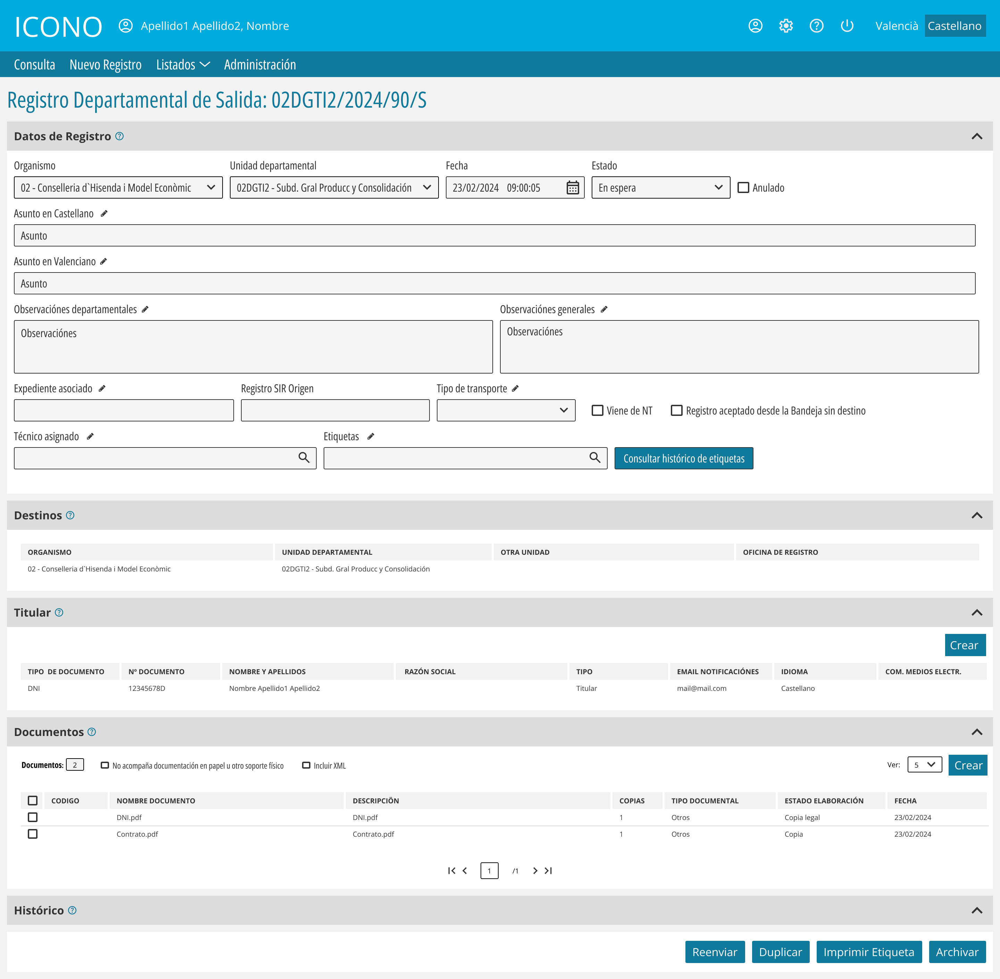 ICONO Apellido1 Apellido2, Nombre Valencià Castellano
Consulta Nuevo Registro Listados Administración
Registro Departamental de Salida: 02DGTI2/2024/90/S
Datos de Registro
Organismo Unidad departamental Fecha Estado
02 - Conselleria d`Hisenda i Model Econòmic 02DGTI2 - Subd. Gral Producc y Consolidación 23/02/2024 09:00:05 En espera Anulado
Asunto en Castellano
Asunto
Asunto en Valenciano
Asunto
Observaciónes departamentales Observaciónes generales
Observaciónes Observaciónes
Expediente asociado Registro SIR Origen Tipo de transporte
Viene de NT Registro aceptado desde la Bandeja sin destino
Técnico asignado Etiquetas
Consultar histórico de etiquetas
Destinos
ORGANISMO UNIDAD DEPARTAMENTAL OTRA UNIDAD OFICINA DE REGISTRO
02 - Conselleria d`Hisenda i Model Econòmic 02DGTI2 - Subd. Gral Producc y Consolidación
Titular
Crear
TIPO DE DOCUMENTO Nº DOCUMENTO NOMBRE Y APELLIDOS RAZÓN SOCIAL TIPO EMAIL NOTIFICACIÓNES IDIOMA COM. MEDIOS ELECTR.
DNI 12345678D Nombre Apellido1 Apellido2 Titular mail@mail.com Castellano
Documentos
Documentos: 2 No acompaña documentación en papel u otro soporte físico Incluir XML Ver: 5 Crear
CODIGO NOMBRE DOCUMENTO DESCRIPCIÖN COPIAS TIPO DOCUMENTAL ESTADO ELABORACIÓN FECHA
DNI.pdf DNI.pdf 1 Otros Copia legal 23/02/2024
Contrato.pdf Contrato.pdf 1 Otros Copia 23/02/2024
1 /1
Histórico
Reenviar Duplicar Imprimir Etiqueta Archivar